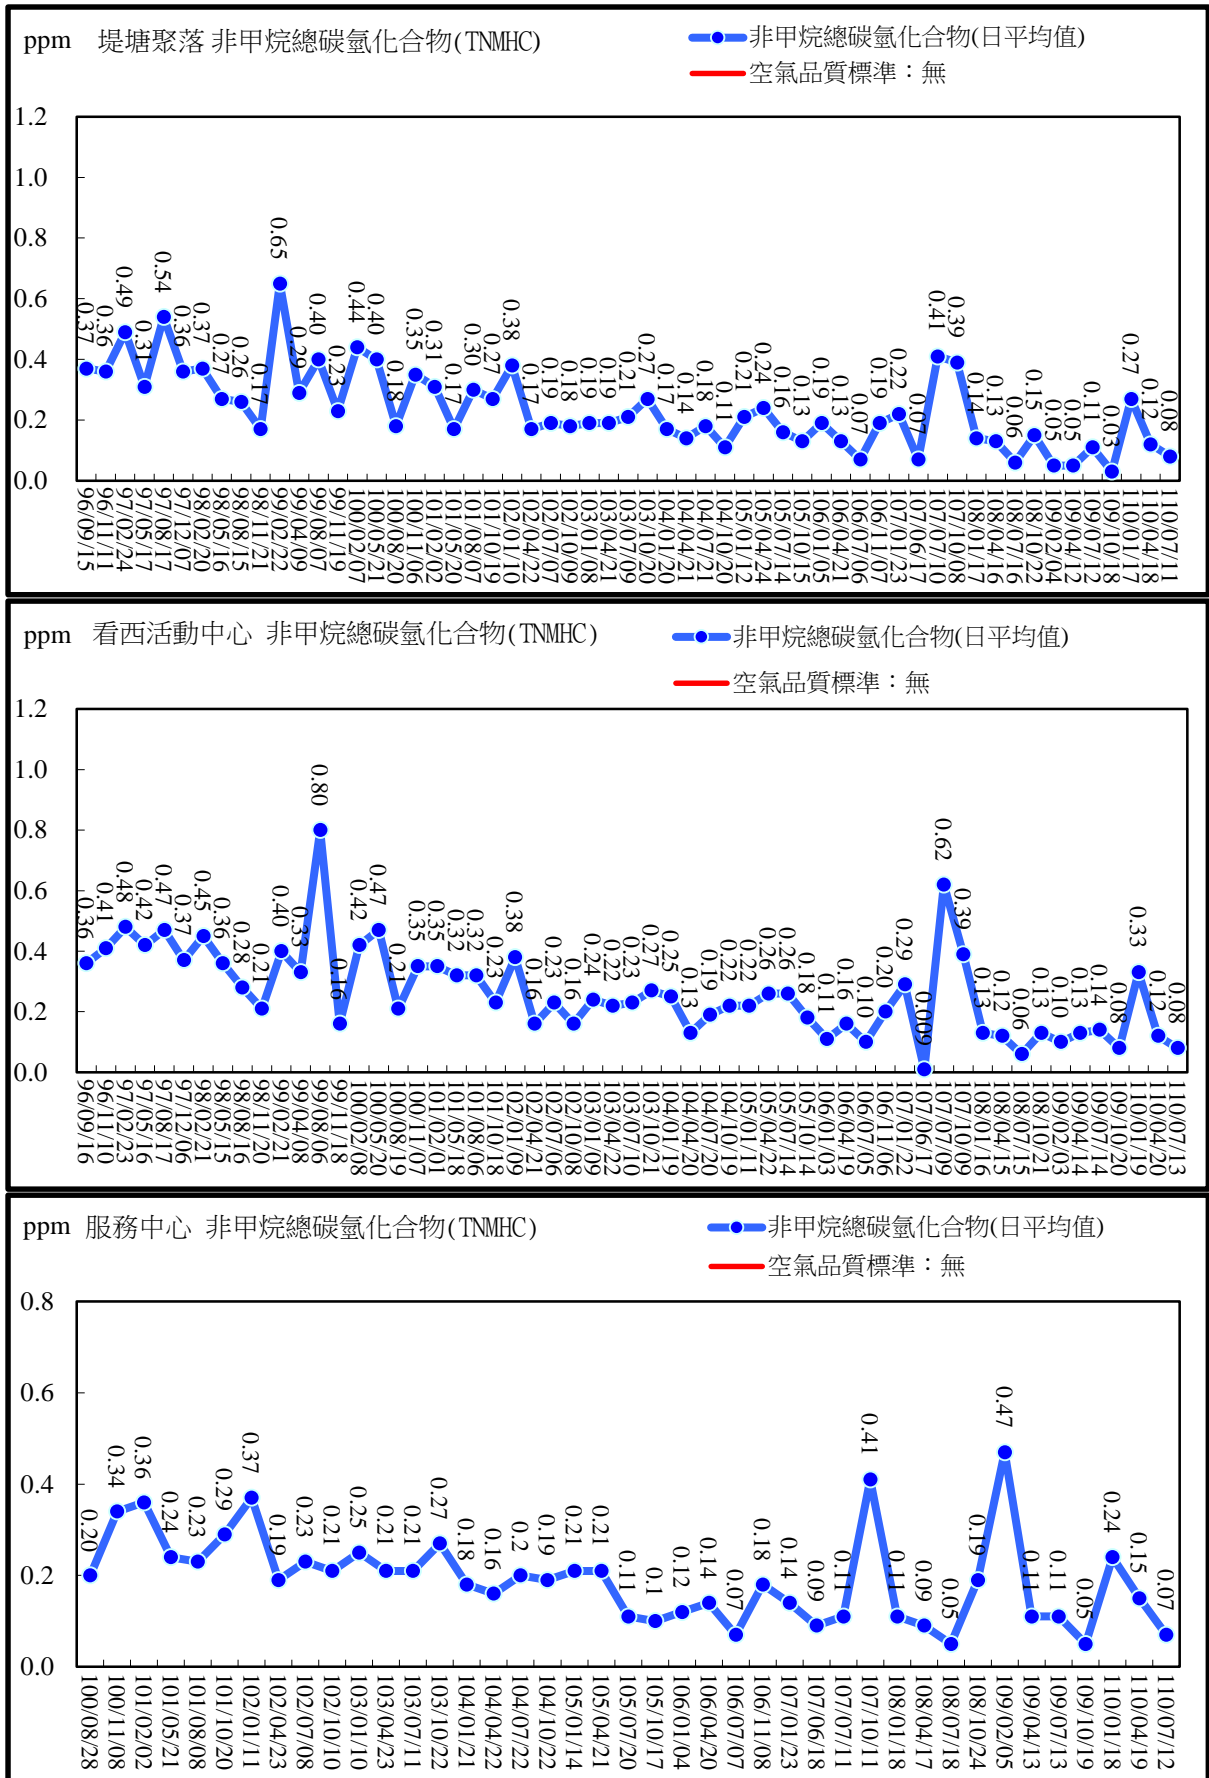 ppm 堤塘聚落 非甲烷總碳氫化合物(TNMHC)
非甲烷總碳氫化合物(日平均值)
空氣品質標準：無
1.2
1.0
0.8
0.6
0.4
0.2
0.0
0.37 0.36 0.49 0.31 0.54 0.36 0.37 0.27 0.26 0.17 0.65 0.29 0.40 0.23 0.44 0.40 0.18 0.35 0.31 0.17 0.30 0.27 0.38 0.17 0.19 0.18 0.19 0.19 0.21 0.27 0.17 0.14 0.18 0.11 0.21 0.24 0.16 0.13 0.19 0.13 0.07 0.19 0.22 0.07 0.41 0.39 0.14 0.13 0.06 0.15 0.05 0.05 0.11 0.03 0.27 0.12 0.08
96/09/15 96/11/11 97/02/24 97/05/17 97/08/17 97/12/07 98/02/20 98/05/16 98/08/15 98/11/21 99/02/22 99/04/09 99/08/07 99/11/19 100/02/07 100/05/21 100/08/20 100/11/06 101/02/02 101/05/20 101/08/07 101/10/19 102/01/10 102/04/22 102/07/07 102/10/09 103/01/08 103/04/21 103/07/09 103/10/20 104/01/20 104/04/21 104/07/21 104/10/20 105/01/12 105/04/24 105/07/14 105/10/15 106/01/05 106/04/21 106/07/06 106/11/07 107/01/23 107/06/17 107/07/10 107/10/08 108/01/17 108/04/16 108/07/16 108/10/22 109/02/04 109/04/12 109/07/12 109/10/18 110/01/17 110/04/18 110/07/11
ppm 看西活動中心 非甲烷總碳氫化合物(TNMHC)
非甲烷總碳氫化合物(日平均值)
空氣品質標準：無
1.2
1.0
0.8
0.6
0.4
0.2
0.0
0.36 0.41 0.48 0.42 0.47 0.37 0.45 0.36 0.28 0.21 0.40 0.33 0.80 0.16 0.42 0.47 0.21 0.35 0.35 0.32 0.32 0.23 0.38 0.16 0.23 0.16 0.24 0.22 0.23 0.27 0.25 0.13 0.19 0.22 0.22 0.26 0.26 0.18 0.11 0.16 0.10 0.20 0.29 0.009 0.62 0.39 0.13 0.12 0.06 0.13 0.10 0.13 0.14 0.08 0.33 0.12 0.08
96/09/16 96/11/10 97/02/23 97/05/16 97/08/17 97/12/06 98/02/21 98/05/15 98/08/16 98/11/20 99/02/21 99/04/08 99/08/06 99/11/18 100/02/08 100/05/20 100/08/19 100/11/07 101/02/01 101/05/18 101/08/06 101/10/18 102/01/09 102/04/21 102/07/06 102/10/08 103/01/09 103/04/22 103/07/10 103/10/21 104/01/19 104/04/20 104/07/20 104/10/19 105/01/11 105/04/22 105/07/14 105/10/14 106/01/03 106/04/19 106/07/05 106/11/06 107/01/22 107/06/17 107/07/09 107/10/09 108/01/16 108/04/15 108/07/15 108/10/21 109/02/03 109/04/14 109/07/14 109/10/20 110/01/19 110/04/20 110/07/13
ppm 服務中心 非甲烷總碳氫化合物(TNMHC)
非甲烷總碳氫化合物(日平均值)
空氣品質標準：無
0.8
0.6
0.4
0.2
0.0
0.20 0.34 0.36 0.24 0.23 0.29 0.37 0.19 0.23 0.21 0.25 0.21 0.21 0.27 0.18 0.16 0.2 0.19 0.21 0.21 0.11 0.1 0.12 0.14 0.07 0.18 0.14 0.09 0.11 0.41 0.11 0.09 0.05 0.19 0.47 0.11 0.11 0.05 0.24 0.15 0.07
100/08/28 100/11/08 101/02/02 101/05/21 101/08/08 101/10/20 102/01/11 102/04/23 102/07/08 102/10/10 103/01/10 103/04/23 103/07/11 103/10/22 104/01/21 104/04/22 104/07/22 104/10/22 105/01/14 105/04/21 105/07/20 105/10/17 106/01/04 106/04/20 106/07/07 106/11/08 107/01/23 107/06/18 107/07/11 107/10/11 108/01/18 108/04/17 108/07/18 108/10/24 109/02/05 109/04/13 109/07/13 109/10/19 110/01/18 110/04/19 110/07/12